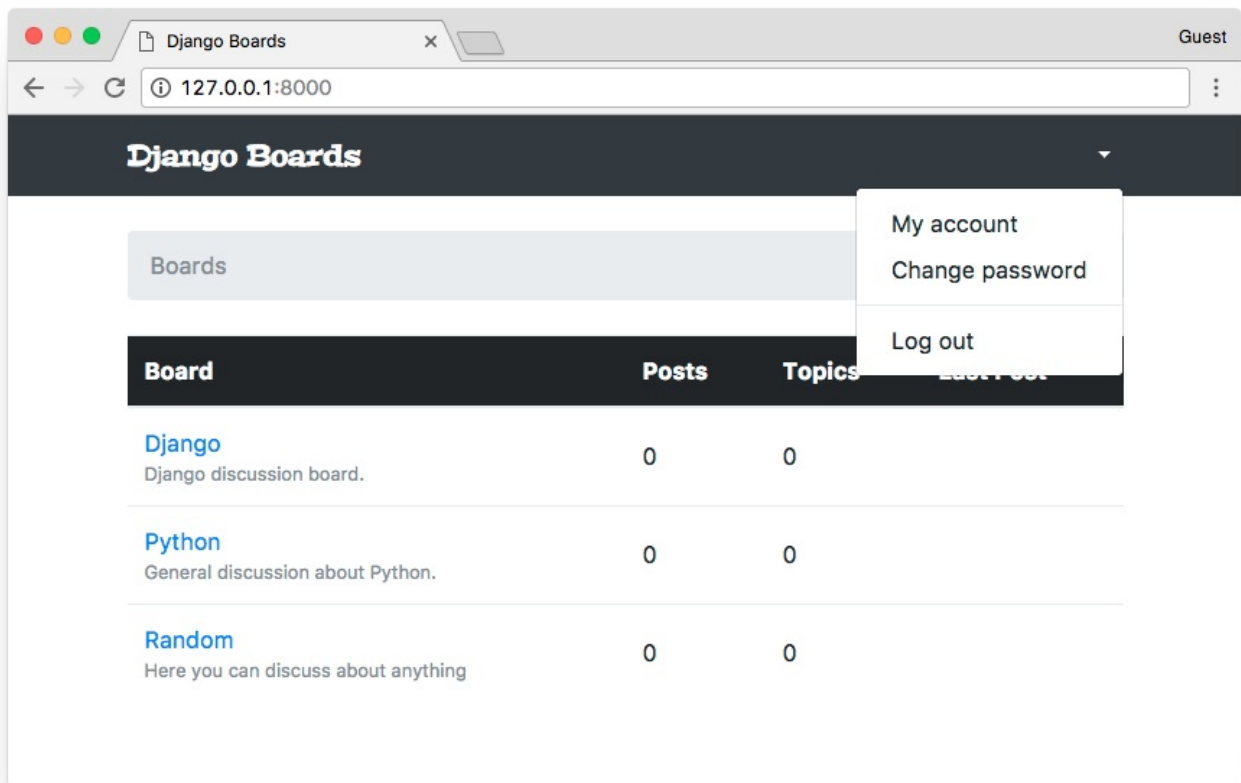 Django Boards
Guest
127.0.0.1:8000
Django Boards
My account
Change password
Log out
Boards
Board Posts Topics
Django 0 0
Django discussion board.
Python 0 0
General discussion about Python.
Random 0 0
Here you can discuss about anything